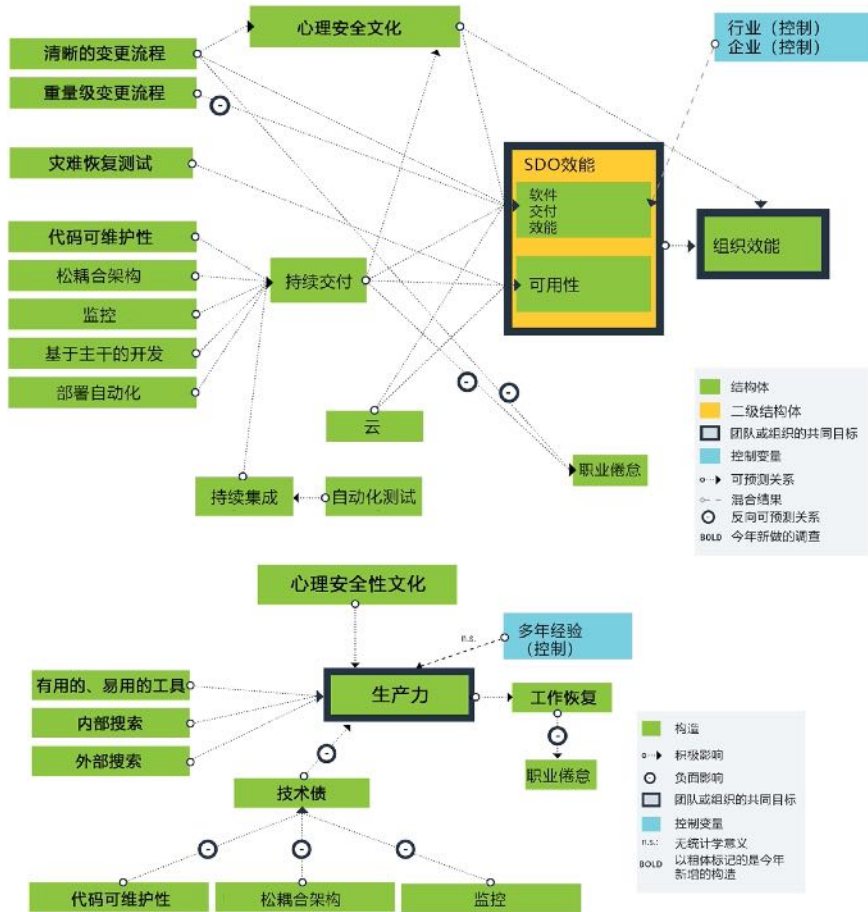 心理安全文化
行业（控制）
企业（控制）
清晰的变更流程
重量级变更流程
-
灾难恢复测试
SDO效能
软件
交付
效能
代码可维护性
松耦合架构
持续交付
可用性
组织效能
监控
基于主干的开发
部署自动化
-
-
云
职业倦怠
持续集成
自动化测试
结构体
二级结构体
团队或组织的共同目标
控制变量
可预测关系
混合结果
-
反向可预测关系
BOLD 今年新做的调查
心理安全性文化
n.s.
多年经验
（控制）
有用的、易用的工具
内部搜索
外部搜索
生产力
工作恢复
-
职业倦怠
-
技术债
-
-
-
代码可维护性
松耦合架构
监控
构造
积极影响
负面影响
团队或组织的共同目标
控制变量
n.s.: 无统计学意义
BOLD 以粗体标记的是今年
新增的构造